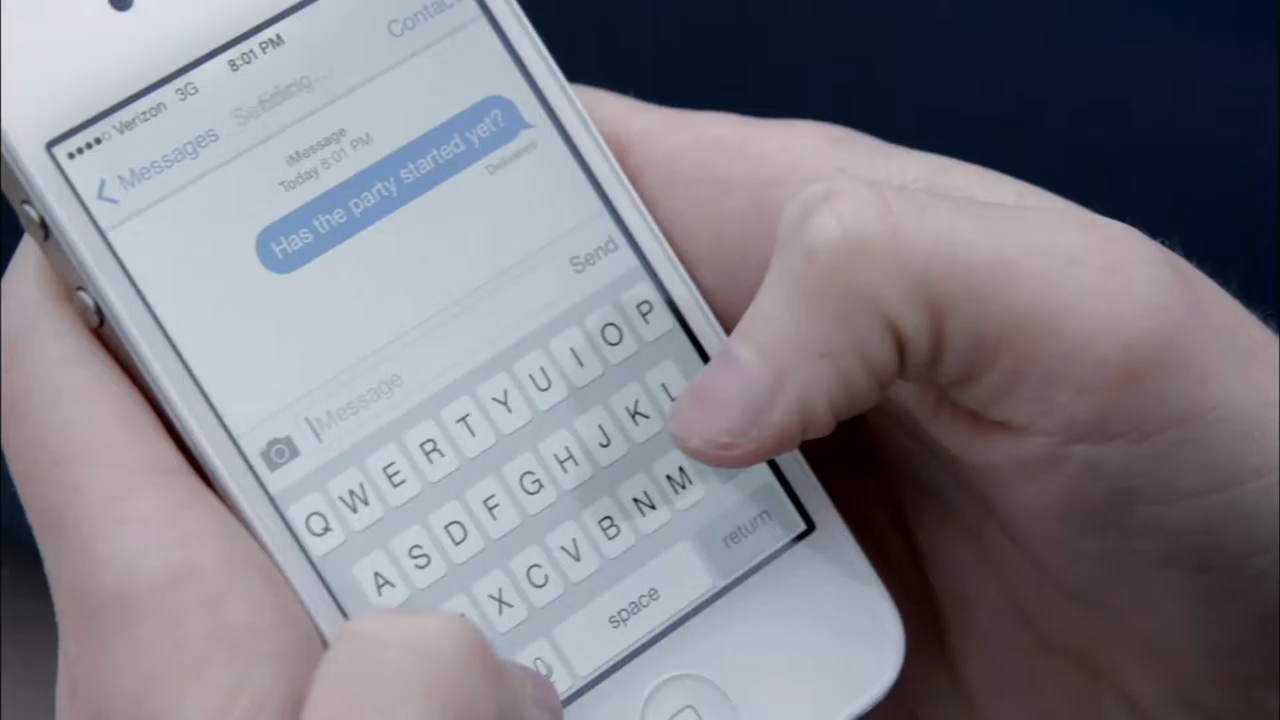 Verizon 3G 8:01 PM
Messages
Contact
iMessage
Today 8:01 PM
Has the party started yet?
Delivered
Message
Send
Q W E R T Y U I O P
A S D F G H J K L
X C V B N M
space return